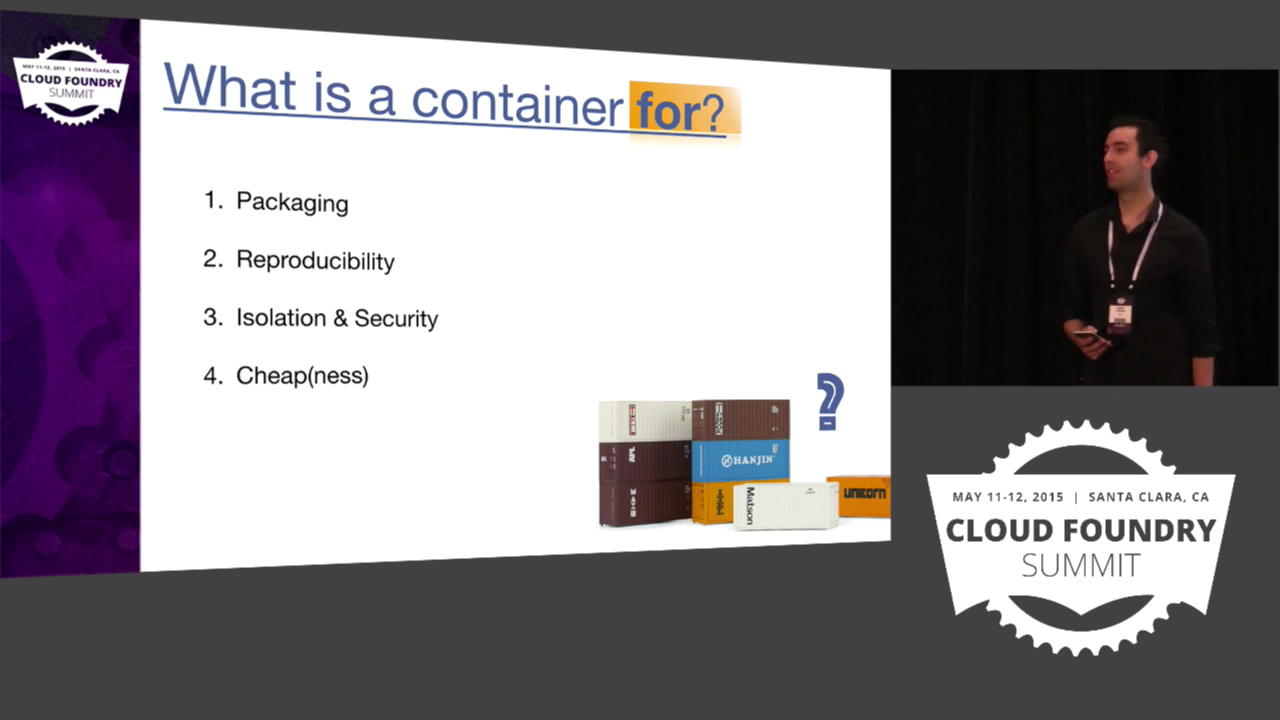 MAY 11-12, 2015 | SANTA CLARA, CA
CLOUD FOUNDRY
SUMMIT
What is a container for?
1. Packaging
2. Reproducibility
3. Isolation & Security
4. Cheap(ness)
?
APL
HANJIN
Matson
UNICORN
MAY 11-12, 2015 | SANTA CLARA, CA
CLOUD FOUNDRY
SUMMIT